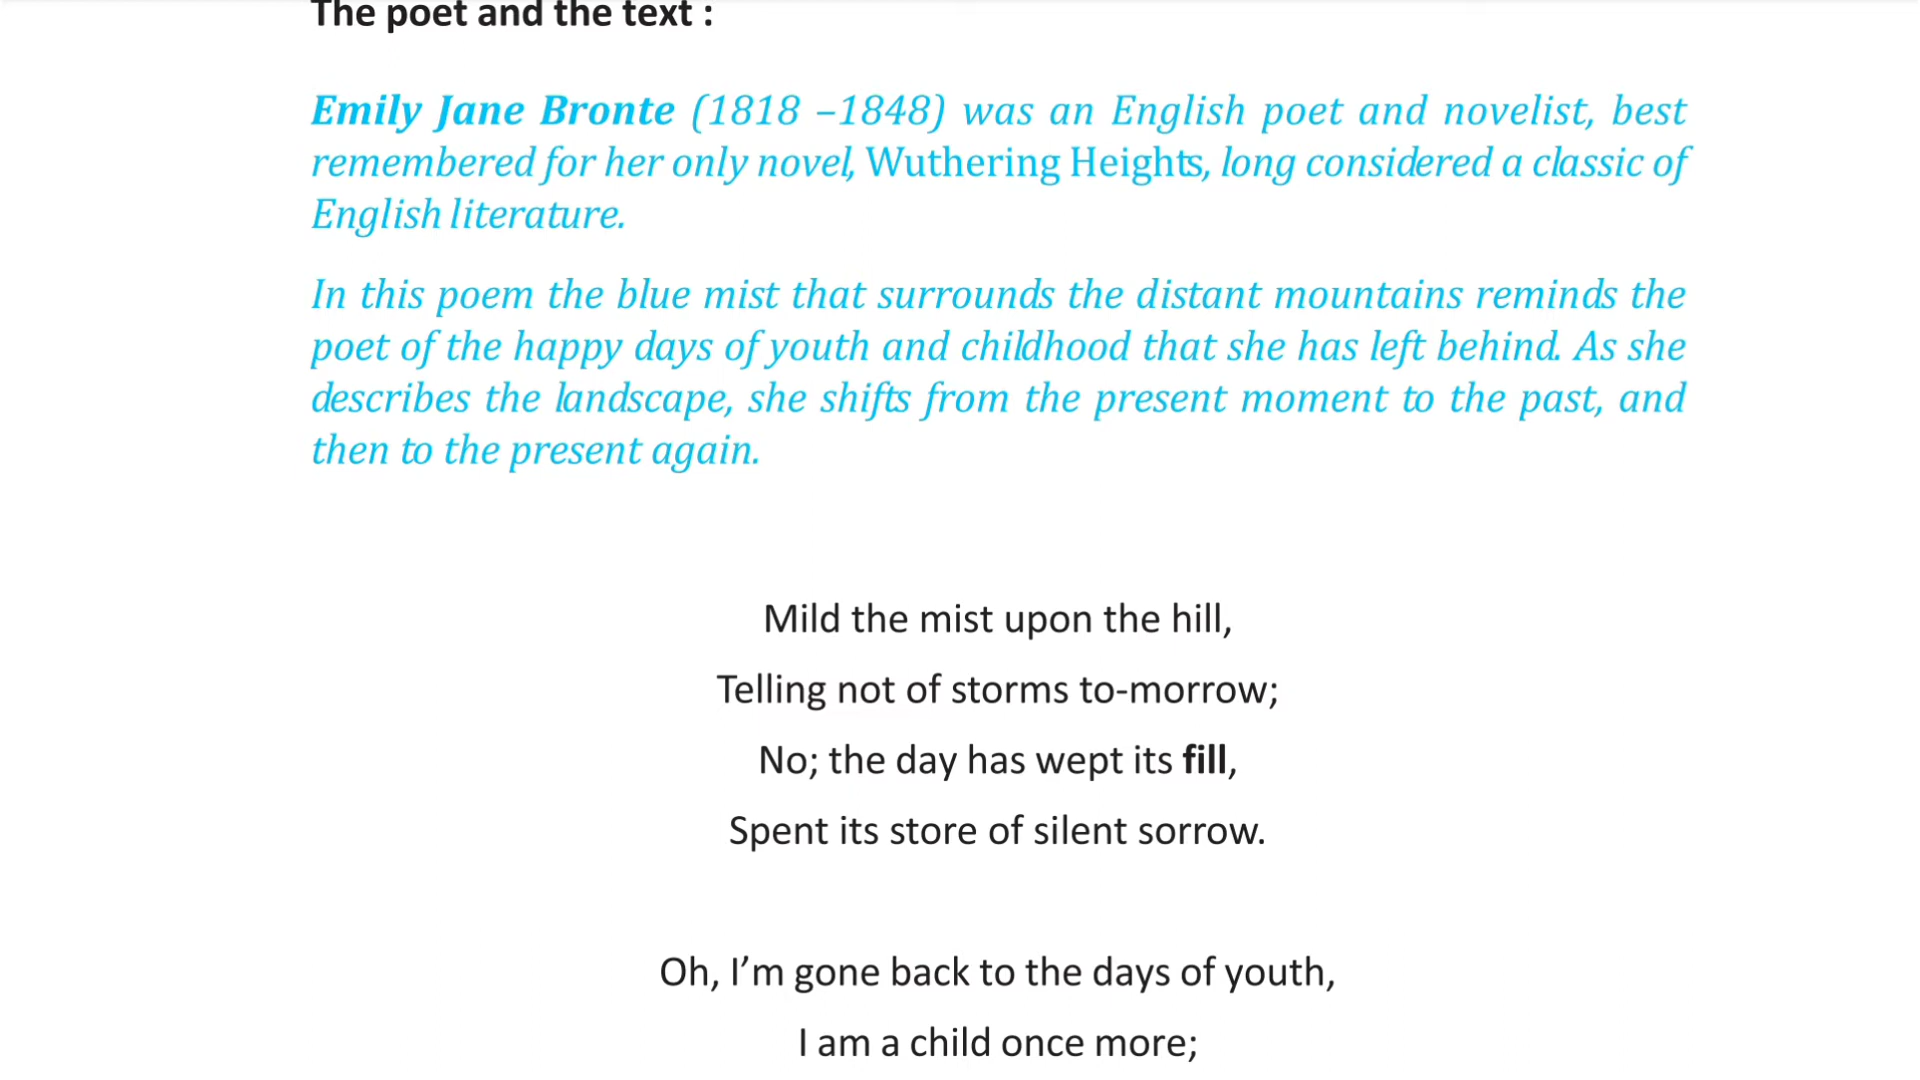 The poet and the text :
Emily Jane Bronte (1818 –1848) was an English poet and novelist, best
remembered for her only novel, Wuthering Heights, long considered a classic of
English literature.
In this poem the blue mist that surrounds the distant mountains reminds the
poet of the happy days of youth and childhood that she has left behind. As she
describes the landscape, she shifts from the present moment to the past, and
then to the present again.
Mild the mist upon the hill,
Telling not of storms to-morrow;
No; the day has wept its fill,
Spent its store of silent sorrow.
Oh, I’m gone back to the days of youth,
I am a child once more;